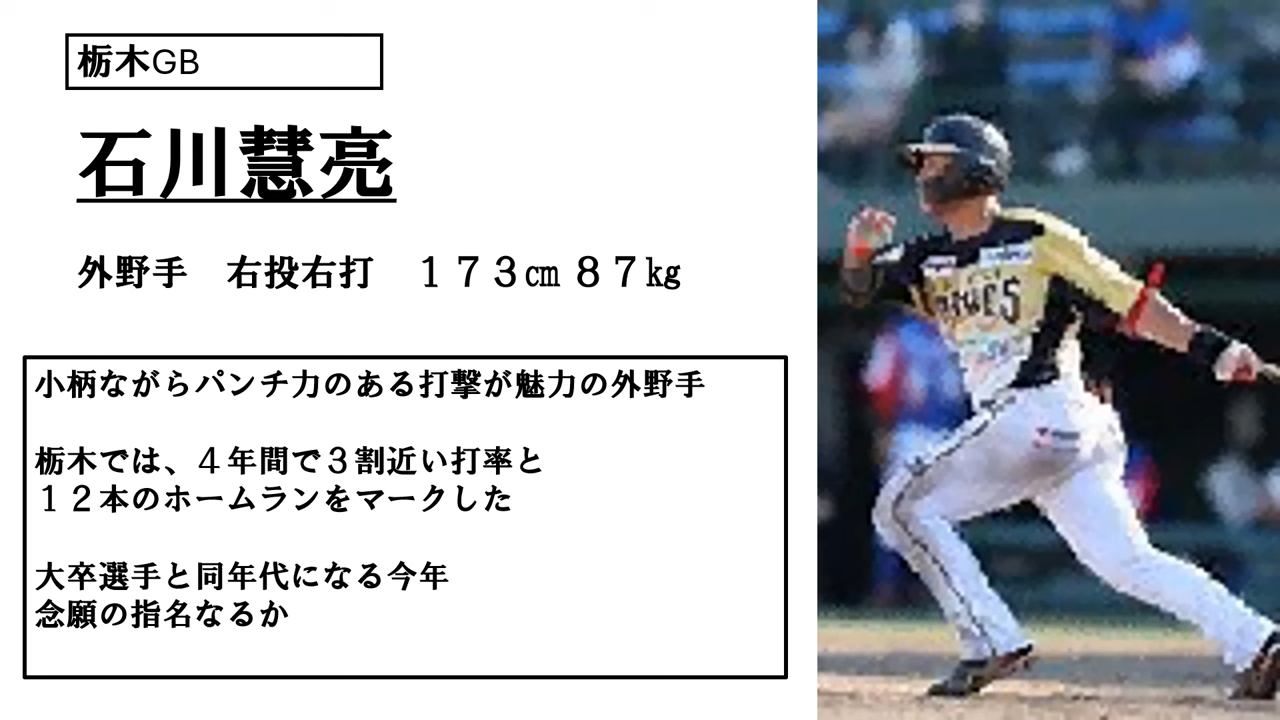 栃木GB
石川慧亮
外野手　右投右打　１７３㎝ ８７㎏
小柄ながらパンチ力のある打撃が魅力の外野手
栃木では、４年間で３割近い打率と
１２本のホームランをマークした
大卒選手と同年代になる今年
念願の指名なるか